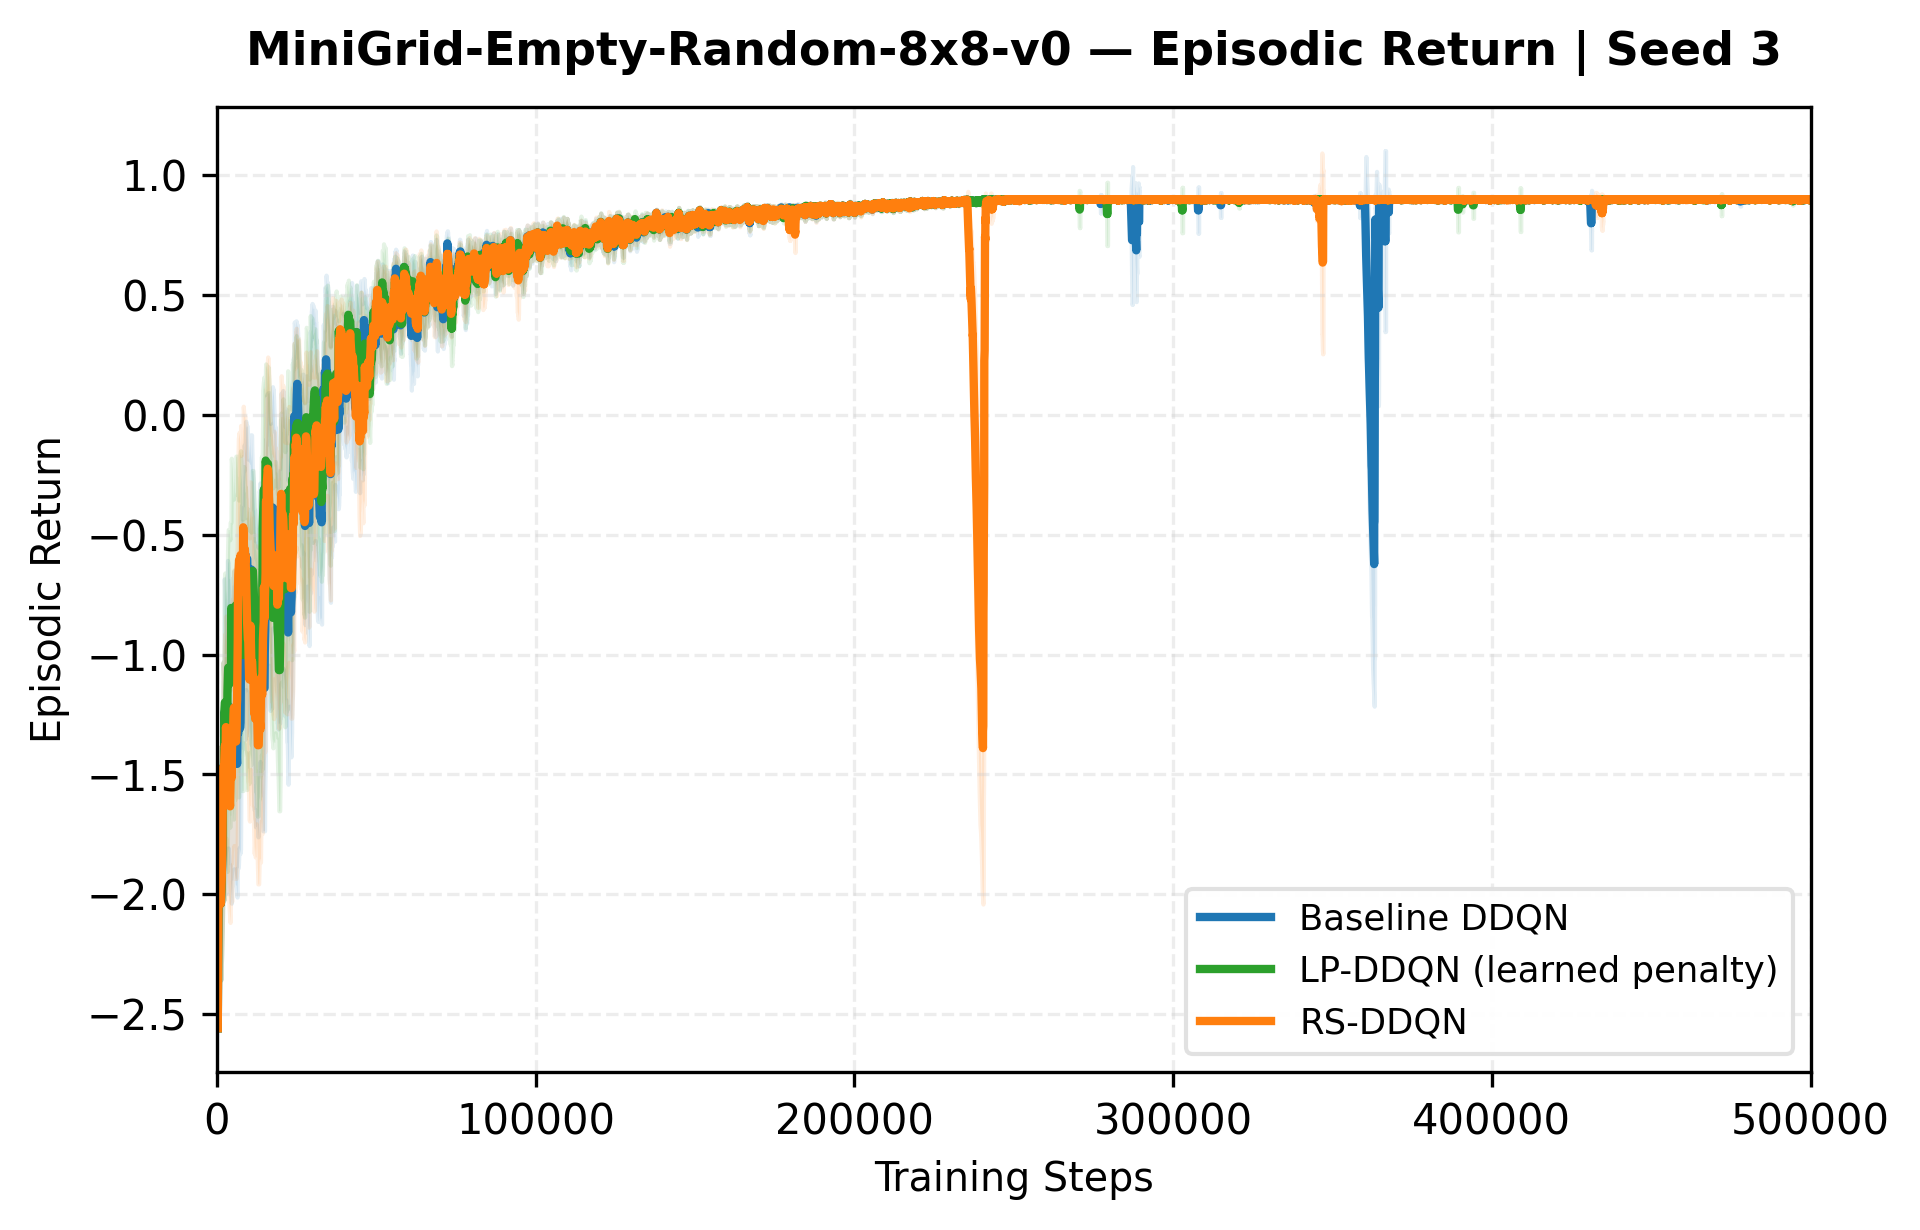 MiniGrid-Empty-Random-8x8-v0 — Episodic Return | Seed 3
Episodic Return
1.0
0.5
0.0
−0.5
−1.0
−1.5
−2.0
−2.5
0
100000
200000
300000
400000
500000
Training Steps
Baseline DDQN
LP-DDQN (learned penalty)
RS-DDQN